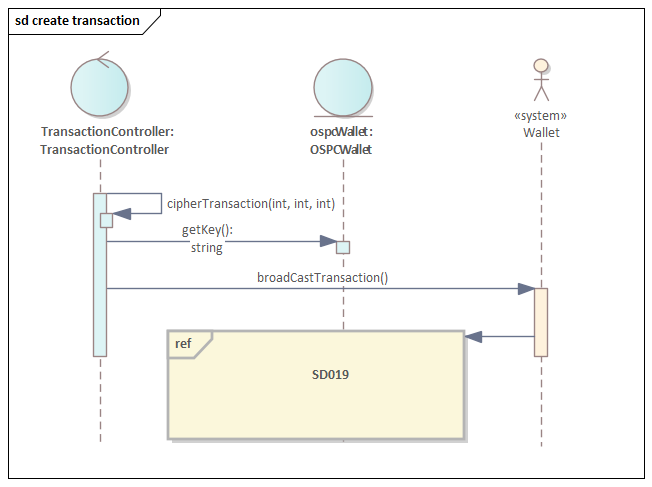 sd create transaction
TransactionController:
TransactionController
ospcWallet:
OSPCWallet
«system»
Wallet
cipherTransaction(int, int, int)
getKey():
string
broadCastTransaction()
ref
SD019